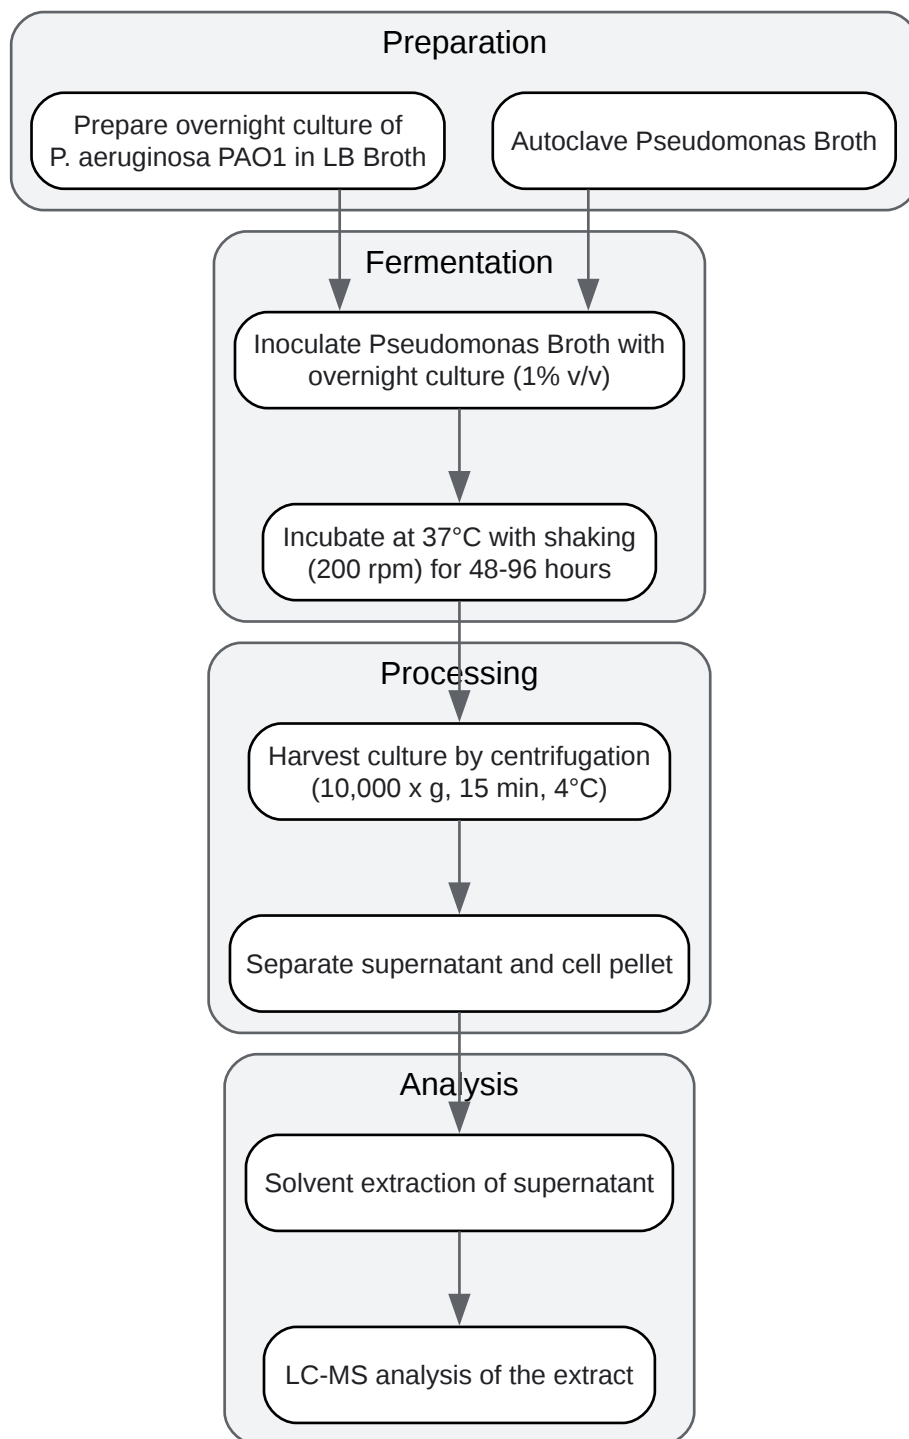 Preparation
Prepare overnight culture of
P. aeruginosa PAO1 in LB Broth
Autoclave Pseudomonas Broth
Fermentation
Inoculate Pseudomonas Broth with
overnight culture (1% v/v)
Incubate at 37°C with shaking
(200 rpm) for 48-96 hours
Processing
Harvest culture by centrifugation
(10,000 x g, 15 min, 4°C)
Separate supernatant and cell pellet
Analysis
Solvent extraction of supernatant
LC-MS analysis of the extract